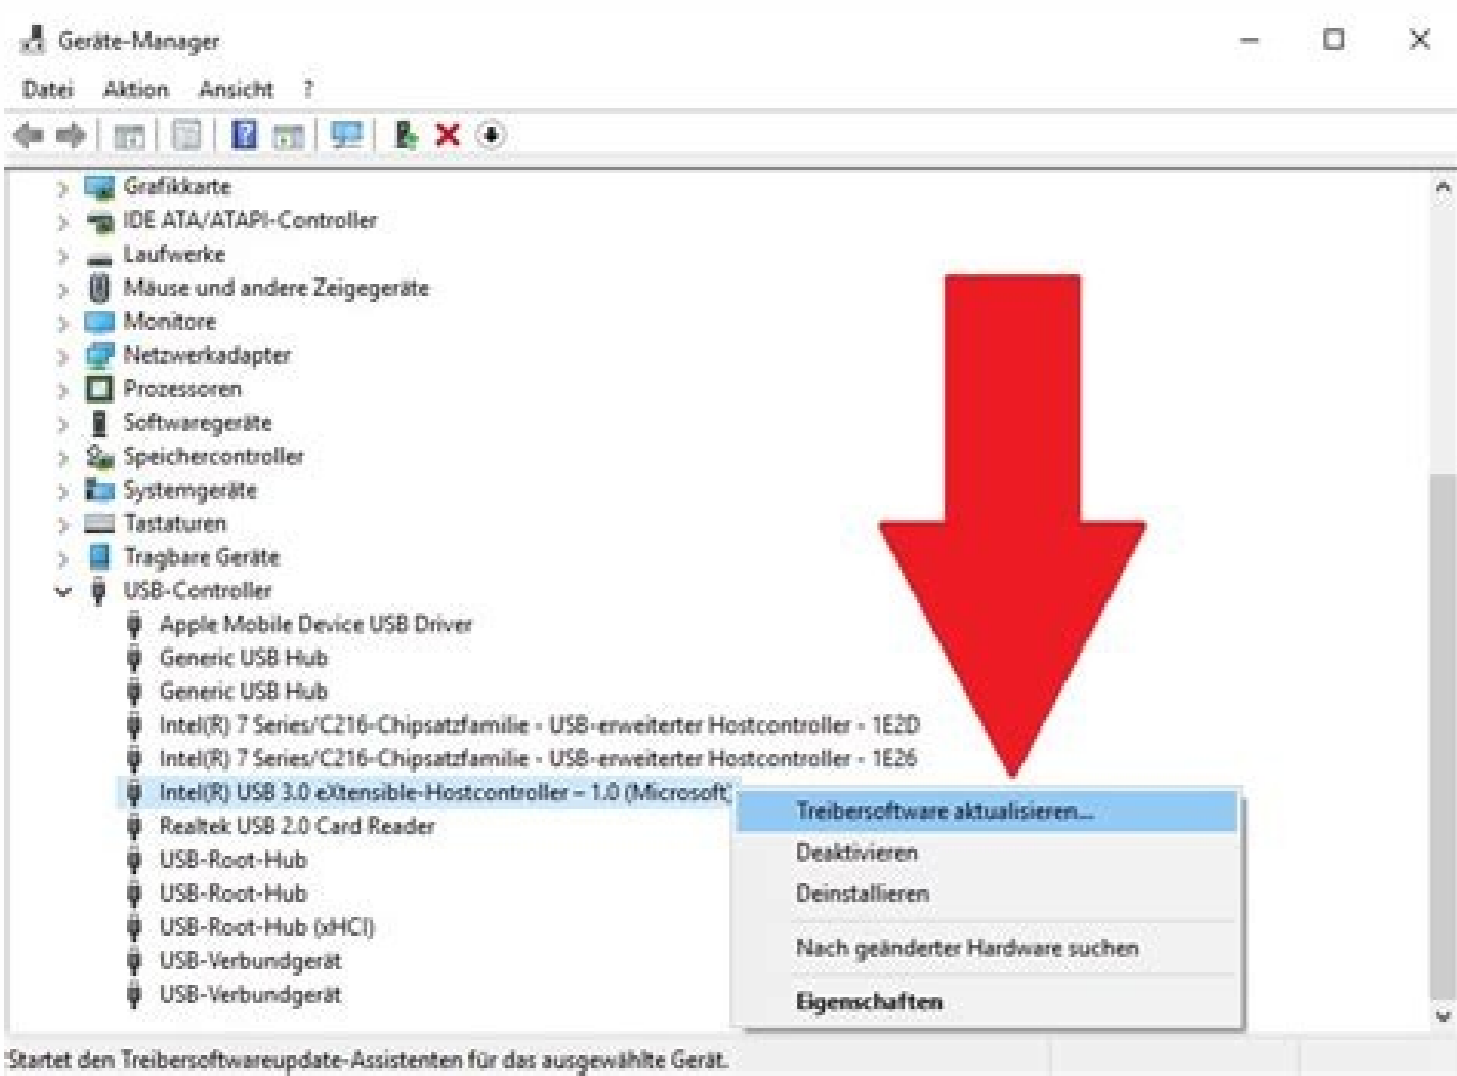 Geräte-Manager
Datei Aktion Ansicht ?
Grafikkarte
IDE ATA/ATAPI-Controller
Laufwerke
Mäuse und andere Zeigegeräte
Monitore
Netzwerkadapter
Prozessoren
Softwaregeräte
Speichercontroller
Systemgeräte
Tastaturen
Tragbare Geräte
USB-Controller
Apple Mobile Device USB Driver
Generic USB Hub
Generic USB Hub
Intel(R) 7 Series/C216-Chipsatzfamilie - USB-erweiterter Hostcontroller - 1E2D
Intel(R) 7 Series/C216-Chipsatzfamilie - USB-erweiterter Hostcontroller - 1E26
Intel(R) USB 3.0 eXtensible-Hostcontroller – 1.0 (Microsoft)
Realtek USB 2.0 Card Reader
USB-Root-Hub
USB-Root-Hub
USB-Root-Hub (xHCI)
USB-Verbundgerät
USB-Verbundgerät
Treibersoftware aktualisieren...
Deaktivieren
Deinstallieren
Nach geänderter Hardware suchen
Eigenschaften
Startet den Treibersoftwareupdate-Assistenten für das ausgewählte Gerät.